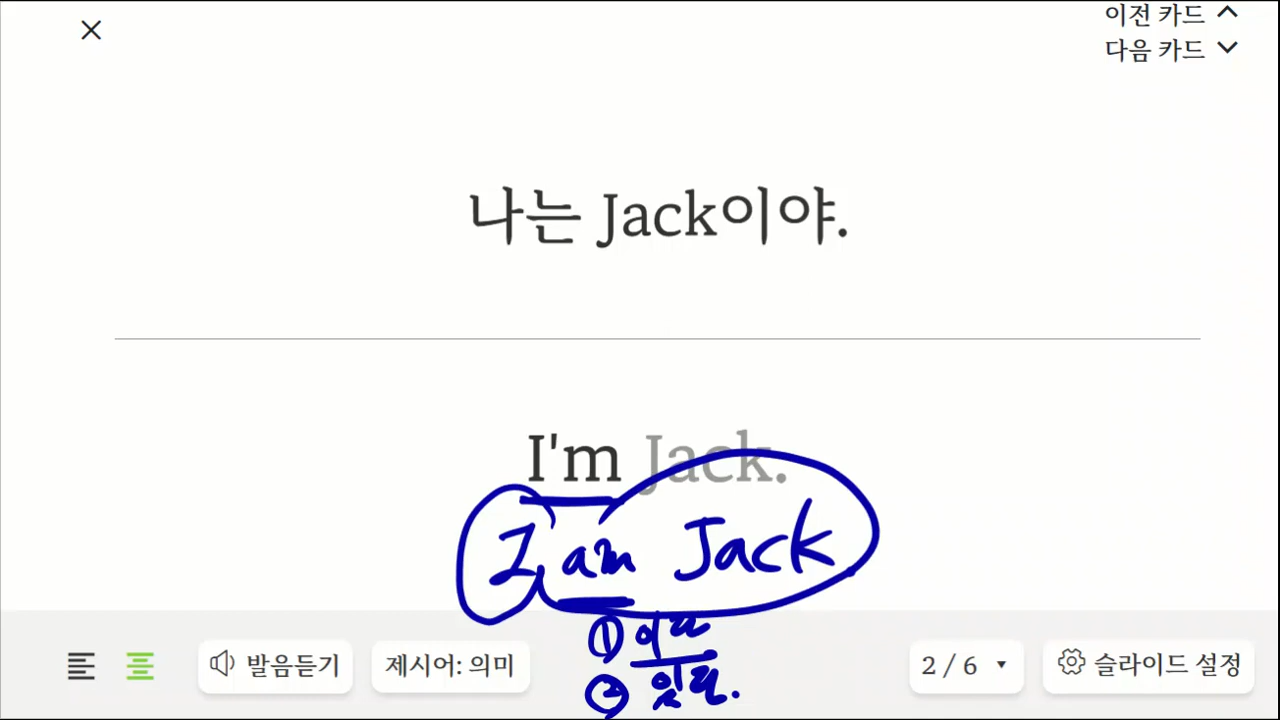 이전 카드
다음 카드
나는 Jack이야.
I'm Jack.
I am Jack
① 이다
② 있다.
발음듣기
제시어: 의미
2 / 6
슬라이드 설정